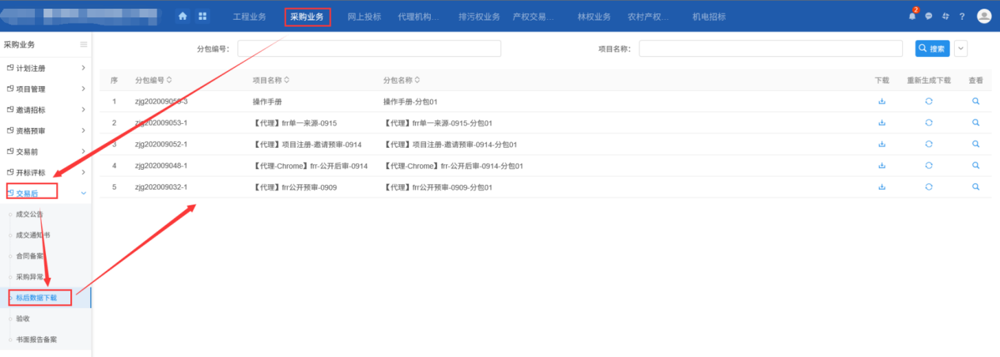 工程业务 采购业务 网上投标 代理机构... 排污权业务 产权交易... 林权业务 农村产权... 机电招标 2 ?
采购业务
计划注册
项目管理
邀请招标
资格预审
交易前
开标评标
交易后
成交公告
成交通知书
合同备案
采购异常
标后数据下载
验收
书面报告备案
分包编号: 项目名称: 搜索
序 分包编号 项目名称 分包名称 下载 重新生成下载 查看
1 zjg202009056-3 操作手册 操作手册-分包01
2 zjg202009053-1 【代理】frr单一来源-0915 【代理】frr单一来源-0915-分包01
3 zjg202009052-1 【代理】项目注册-邀请预审-0914 【代理】项目注册-邀请预审-0914-分包01
4 zjg202009048-1 【代理-Chrome】frr-公开后审-0914 【代理-Chrome】frr-公开后审-0914-分包01
5 zjg202009032-1 【代理】frr公开预审-0909 【代理】frr公开预审-0909-分包01